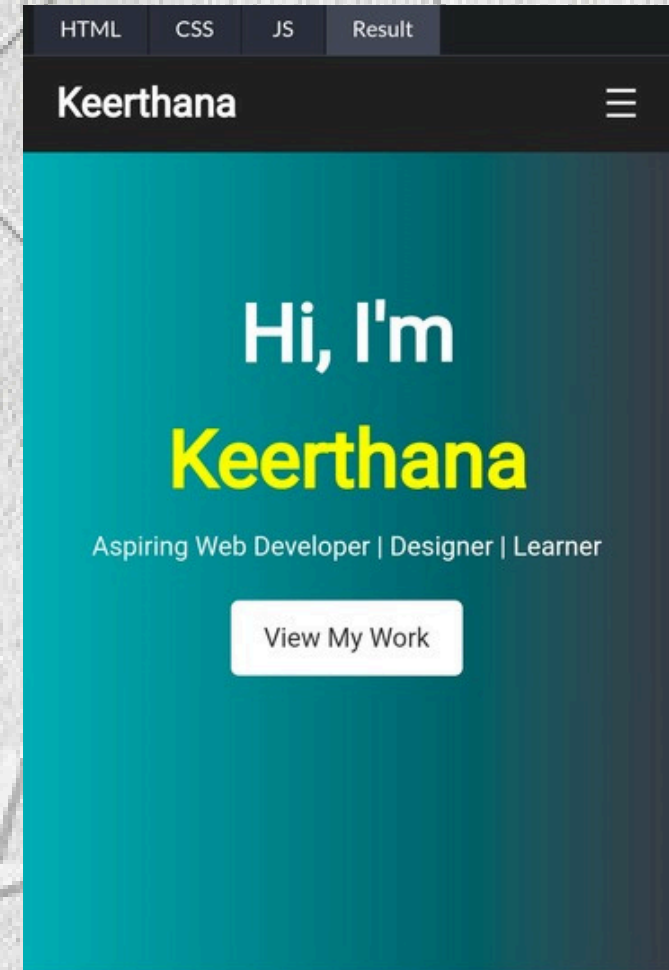 HTML CSS JS Result
Keerthana
Hi, I'm
Keerthana
Aspiring Web Developer | Designer | Learner
View My Work